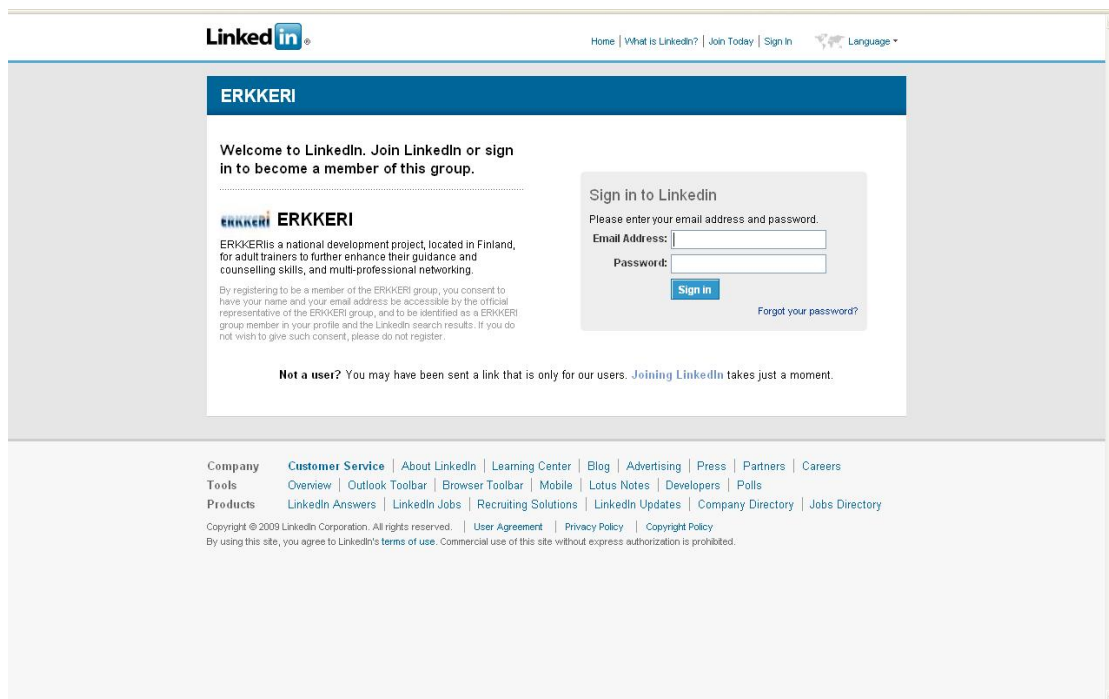 Linked in ®
Home | What is LinkedIn? | Join Today | Sign In Language
ERKKERI
Welcome to LinkedIn. Join LinkedIn or sign
in to become a member of this group.
ERKKERI ERKKERI
ERKKERIis a national development project, located in Finland,
for adult trainers to further enhance their guidance and
counselling skills, and multi-professional networking.
By registering to be a member of the ERKKERI group, you consent to
have your name and your email address be accessible by the official
representative of the ERKKERI group, and to be identified as a ERKKERI
group member in your profile and the LinkedIn search results. If you do
not wish to give such consent, please do not register.
Sign in to Linkedin
Please enter your email address and password.
Email Address:
Password:
Sign in
Forgot your password?
Not a user? You may have been sent a link that is only for our users. Joining LinkedIn takes just a moment.
Company Customer Service | About LinkedIn | Learning Center | Blog | Advertising | Press | Partners | Careers
Tools Overview | Outlook Toolbar | Browser Toolbar | Mobile | Lotus Notes | Developers | Polls
Products LinkedIn Answers | LinkedIn Jobs | Recruiting Solutions | LinkedIn Updates | Company Directory | Jobs Directory
Copyright © 2009 LinkedIn Corporation. All rights reserved. | User Agreement | Privacy Policy | Copyright Policy
By using this site, you agree to LinkedIn's terms of use. Commercial use of this site without express authorization is prohibited.